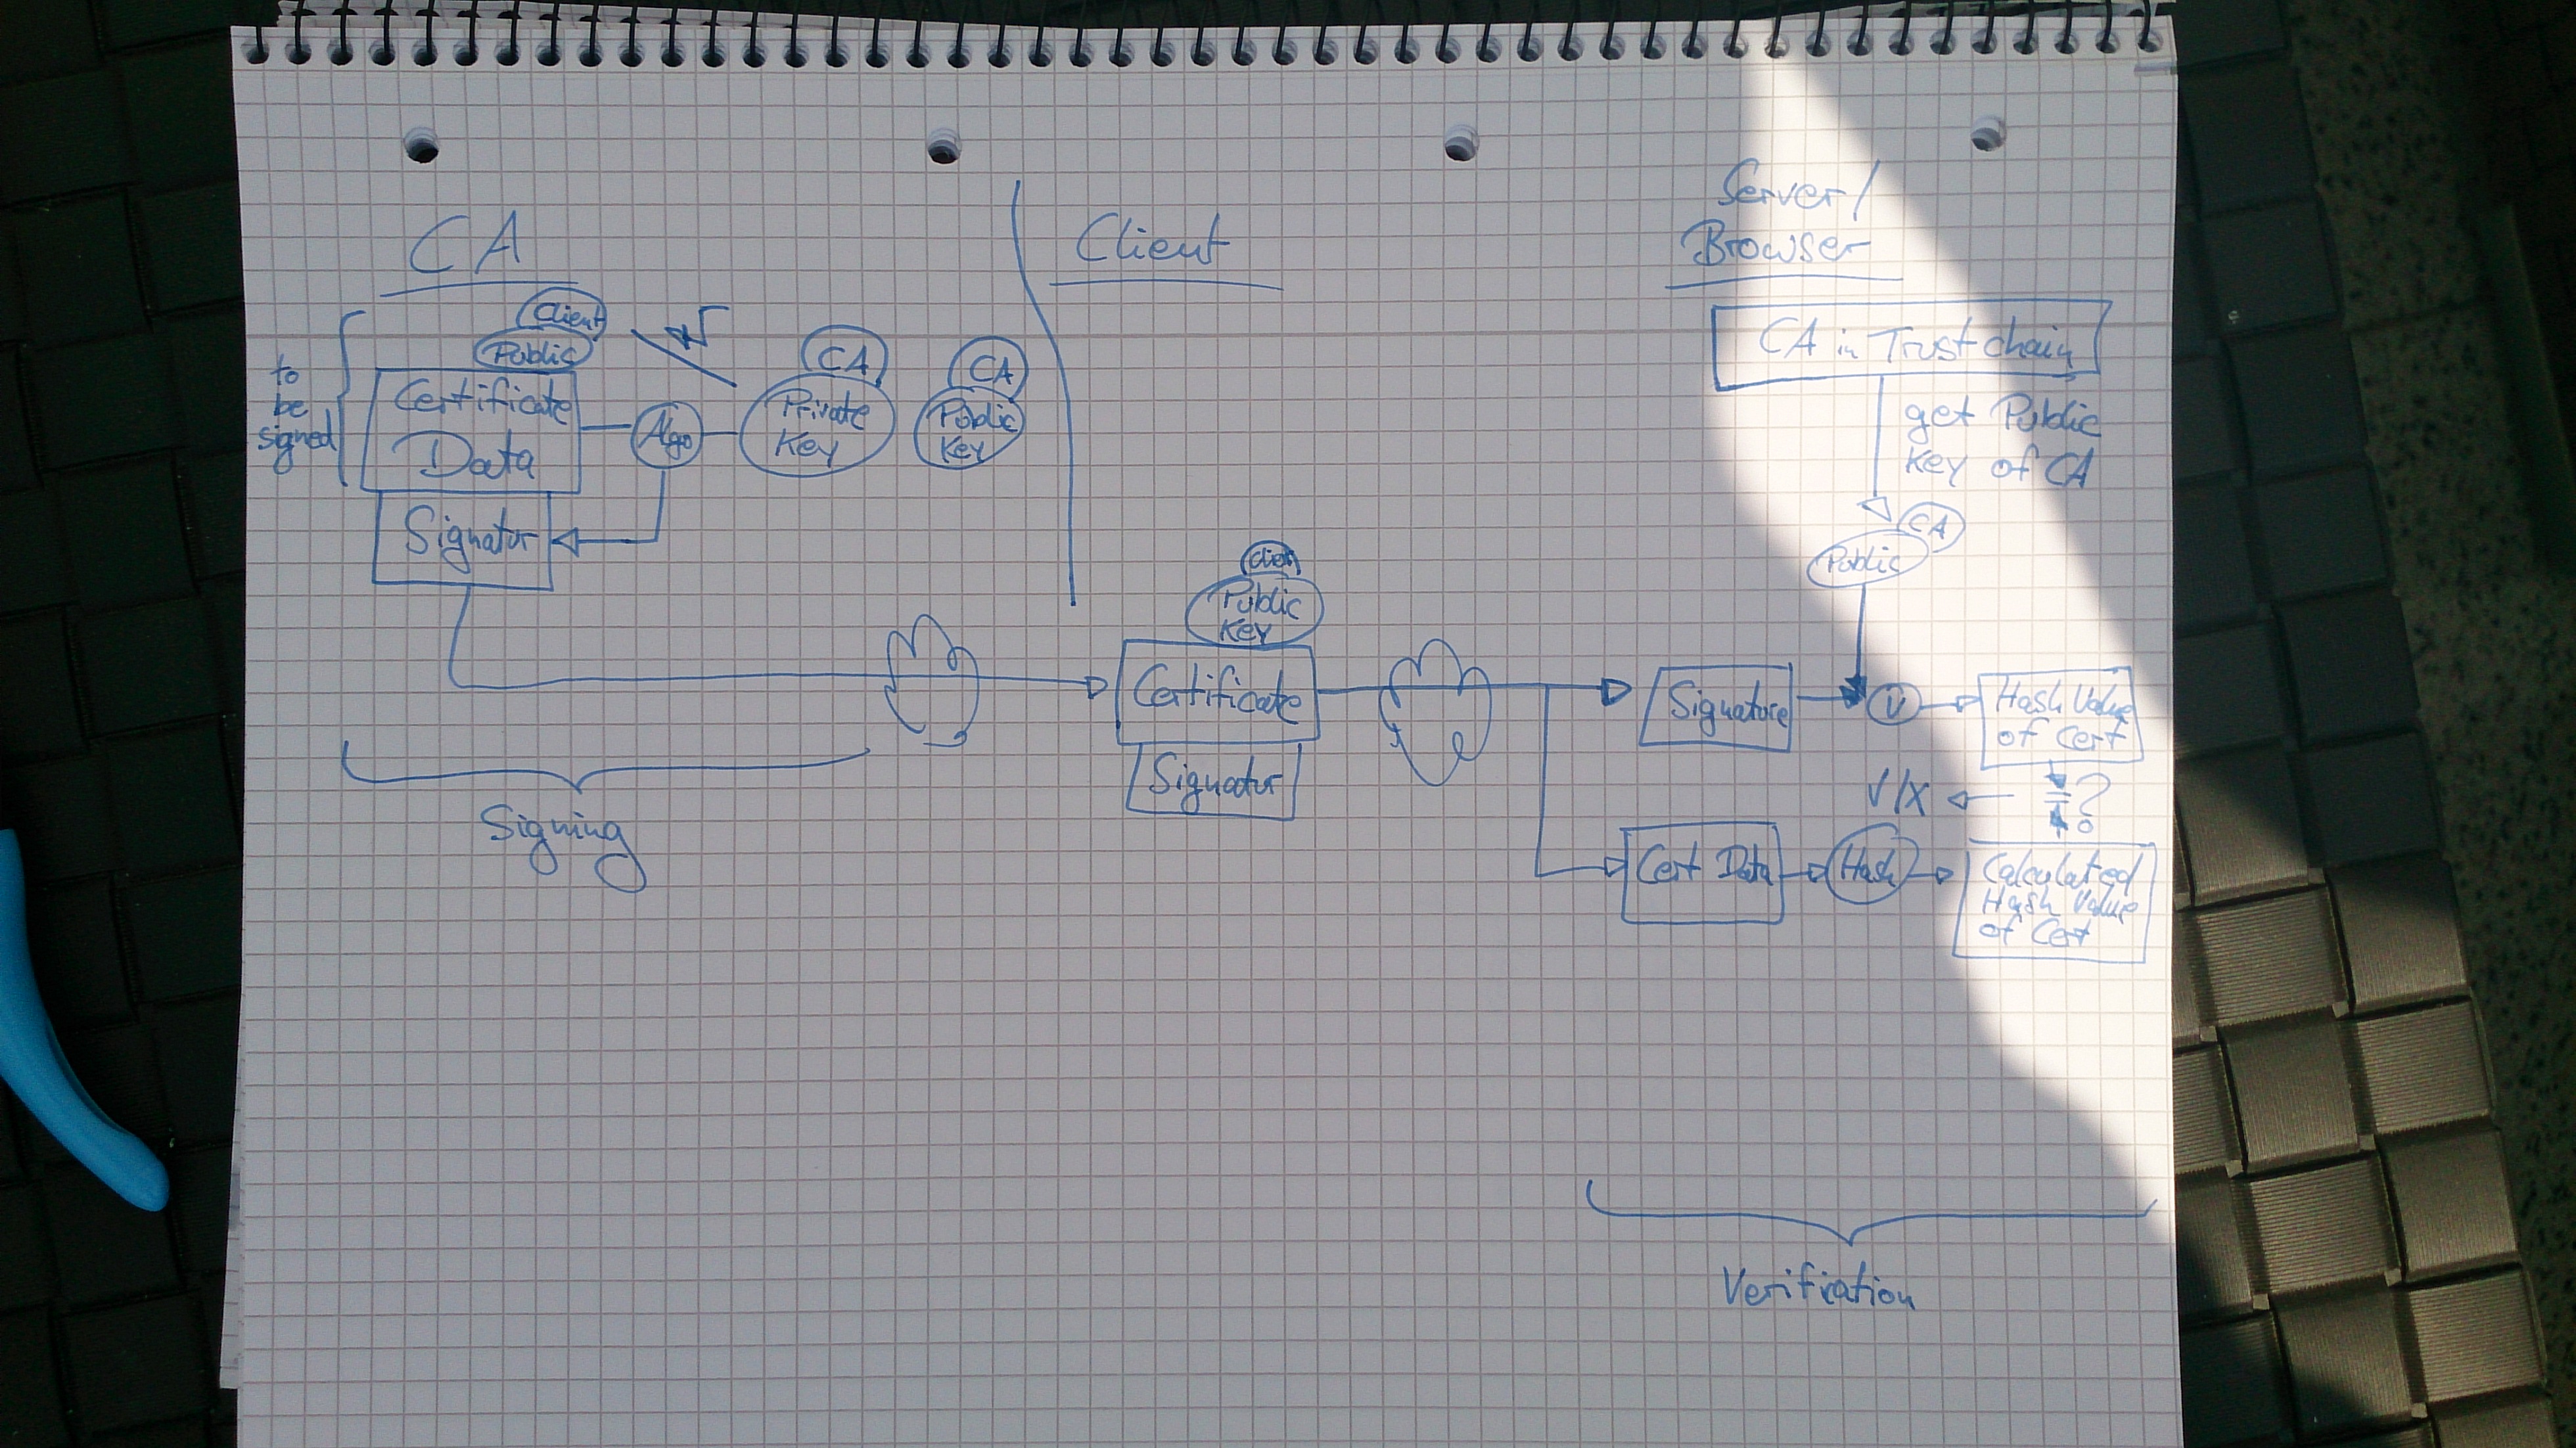 CA
Client
Public
to
be
signed
Certificate
Data
Algo
CA
Private
Key
CA
Public
Key
Signatur
Signing
Client
Client
Public
Key
Certificate
Signatur
Server/
Browser
CA in Trust chain
get Public
Key of CA
CA
Public
Signature
V
Hash Value
of Cert
√/X
= ?
Cert Data
Hash
Calculated
Hash Value
of Cert
Verification